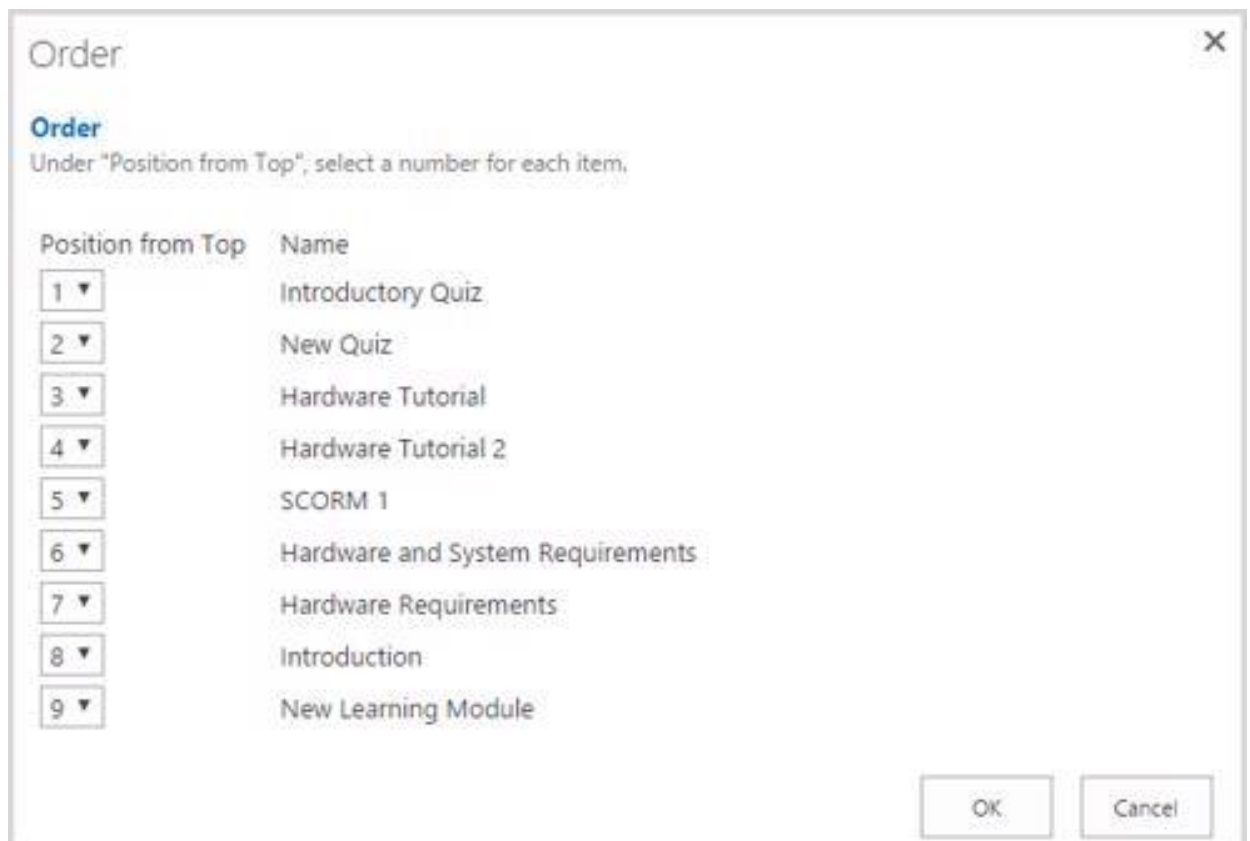 Order
Order
Under "Position from Top", select a number for each item.
Position from Top Name
1 Introductory Quiz
2 New Quiz
3 Hardware Tutorial
4 Hardware Tutorial 2
5 SCORM 1
6 Hardware and System Requirements
7 Hardware Requirements
8 Introduction
9 New Learning Module
OK Cancel